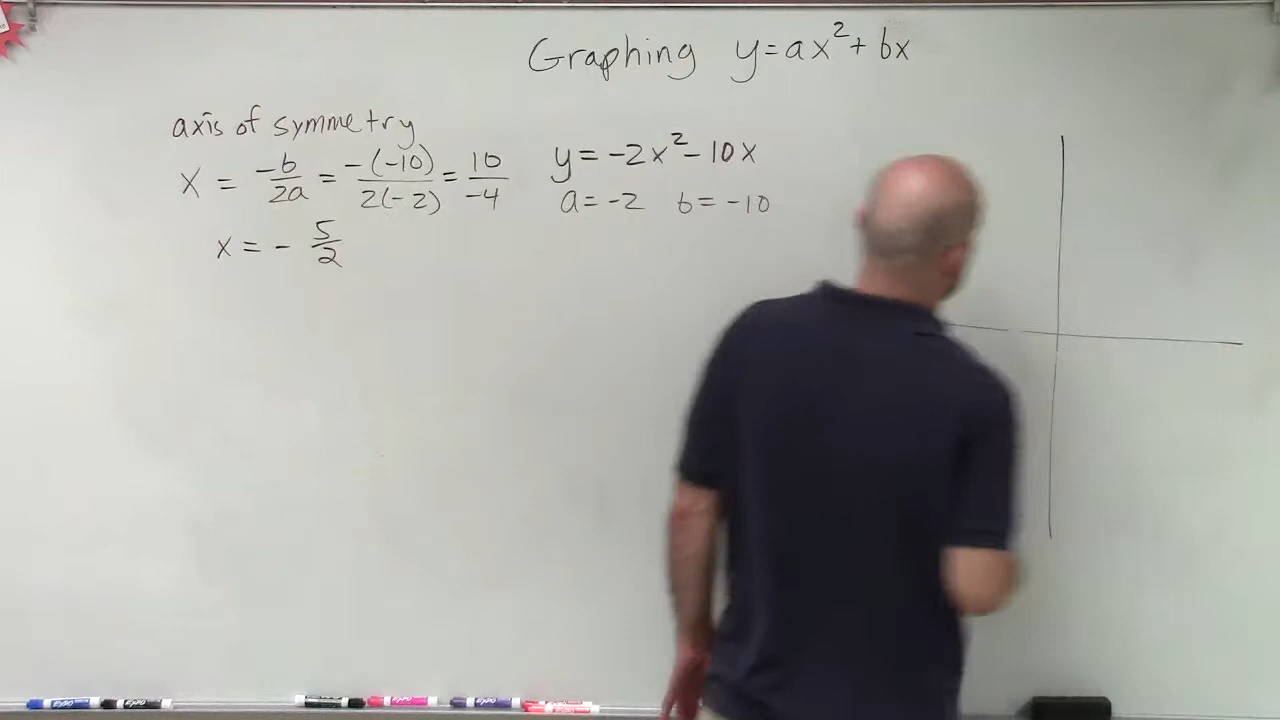 Graphing y=ax²+bx
axis of symmetry
x = -b/2a = -(-10)/2(-2) = 10/-4
x = - 5/2
y = -2x² - 10x
a = -2 b = -10